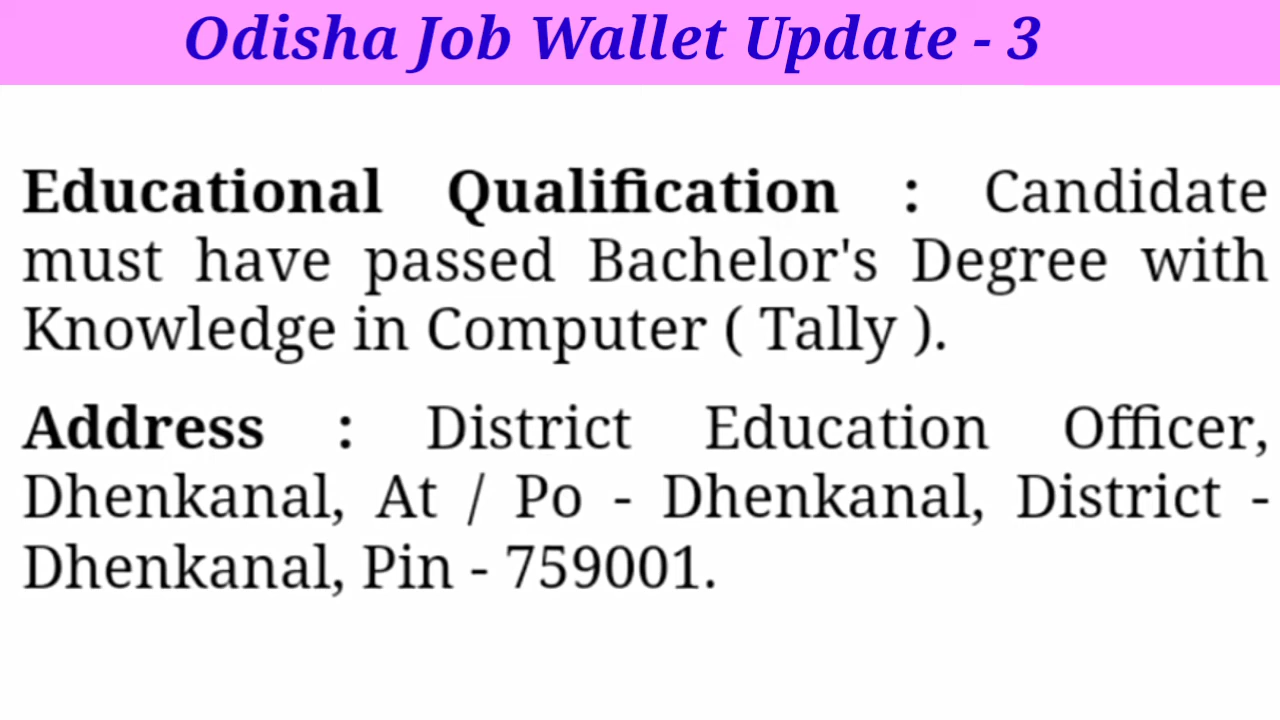 Odisha Job Wallet Update - 3
Educational Qualification : Candidate
must have passed Bachelor's Degree with
Knowledge in Computer ( Tally ).
Address : District Education Officer,
Dhenkanal, At / Po - Dhenkanal, District -
Dhenkanal, Pin - 759001.